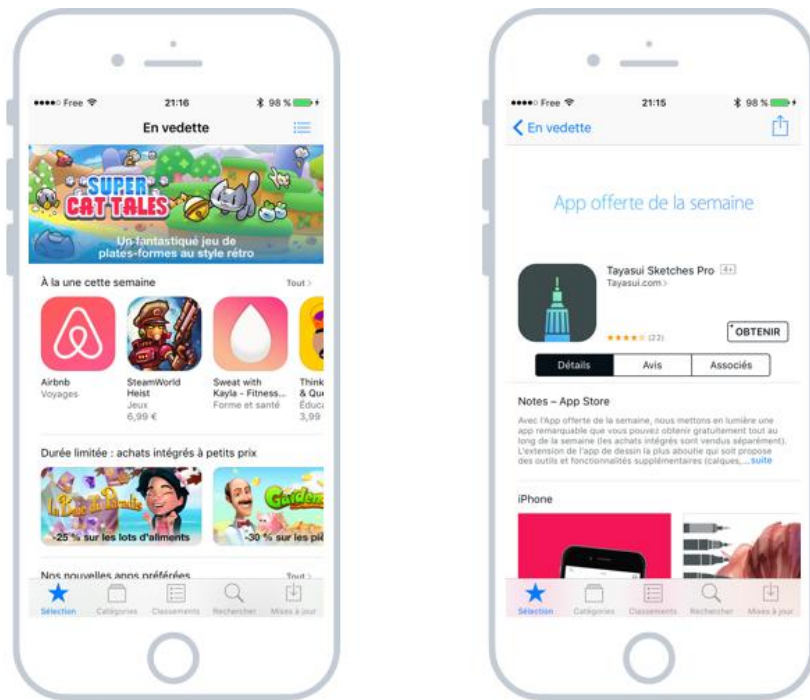 Free
21:16
98 %
En vedette
SUPER
CAT TALES
Un fantastique jeu de
plates-formes au style rétro
À la une cette semaine
Tout >
Airbnb
Voyages
SteamWorld
Heist
Jeux
6,99 €
Sweat with
Kayla - Fitness...
Forme et santé
Think
& Qu
Éduca
3,99
Durée limitée : achats intégrés à petits prix
-25 % sur les lots d'aliments
-30 % sur les piè
Nos nouvelles apps préférées
Tout >
Sélection
Catégories
Classements
Rechercher
Mises à jour
Free
21:15
98 %
En vedette
App offerte de la semaine
Tayasui Sketches Pro 4+
Tayasui.com >
(22)
+ OBTENIR
Détails
Avis
Associés
Notes – App Store
Avec l'App offerte de la semaine, nous mettons en lumière une
app remarquable que vous pouvez obtenir gratuitement tout au
long de la semaine (les achats intégrés sont vendus séparément).
L'extension de l'app de dessin la plus aboutie qui soit propose
des outils et fonctionnalités supplémentaires (calques, ...suite
iPhone
Sélection
Catégories
Classements
Rechercher
Mises à jour